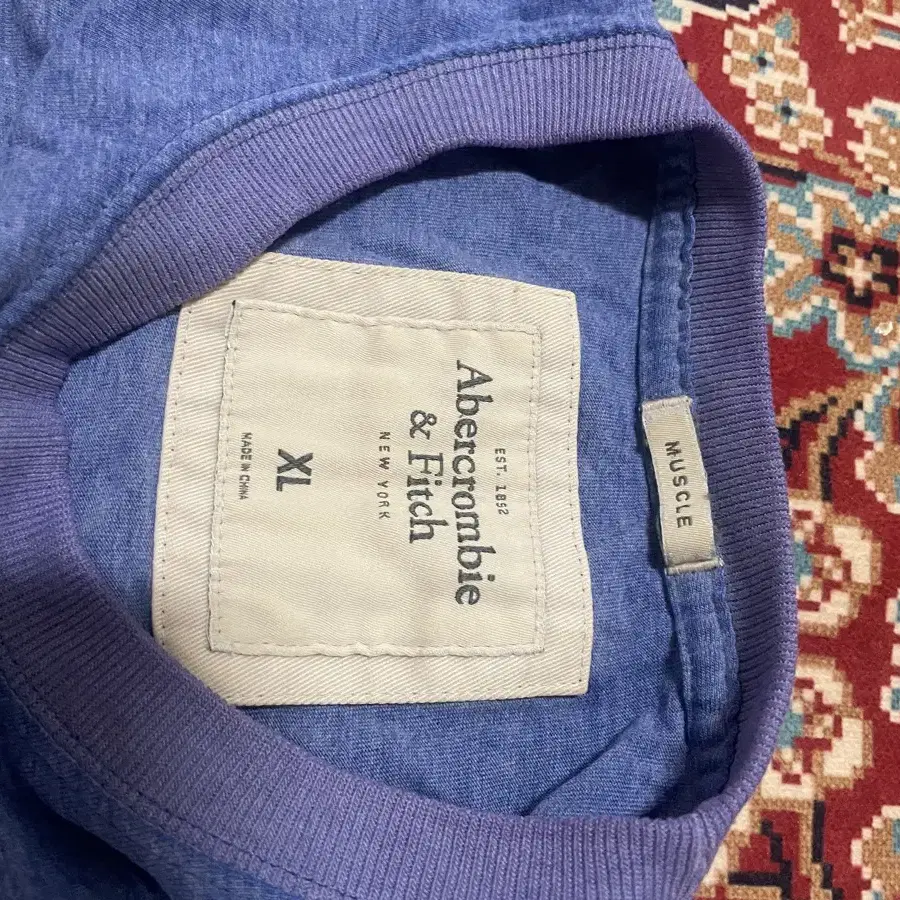 MUSCLE
EST. 1892
Abercrombie
& Fitch
NEW YORK
XL
MADE IN CHINA